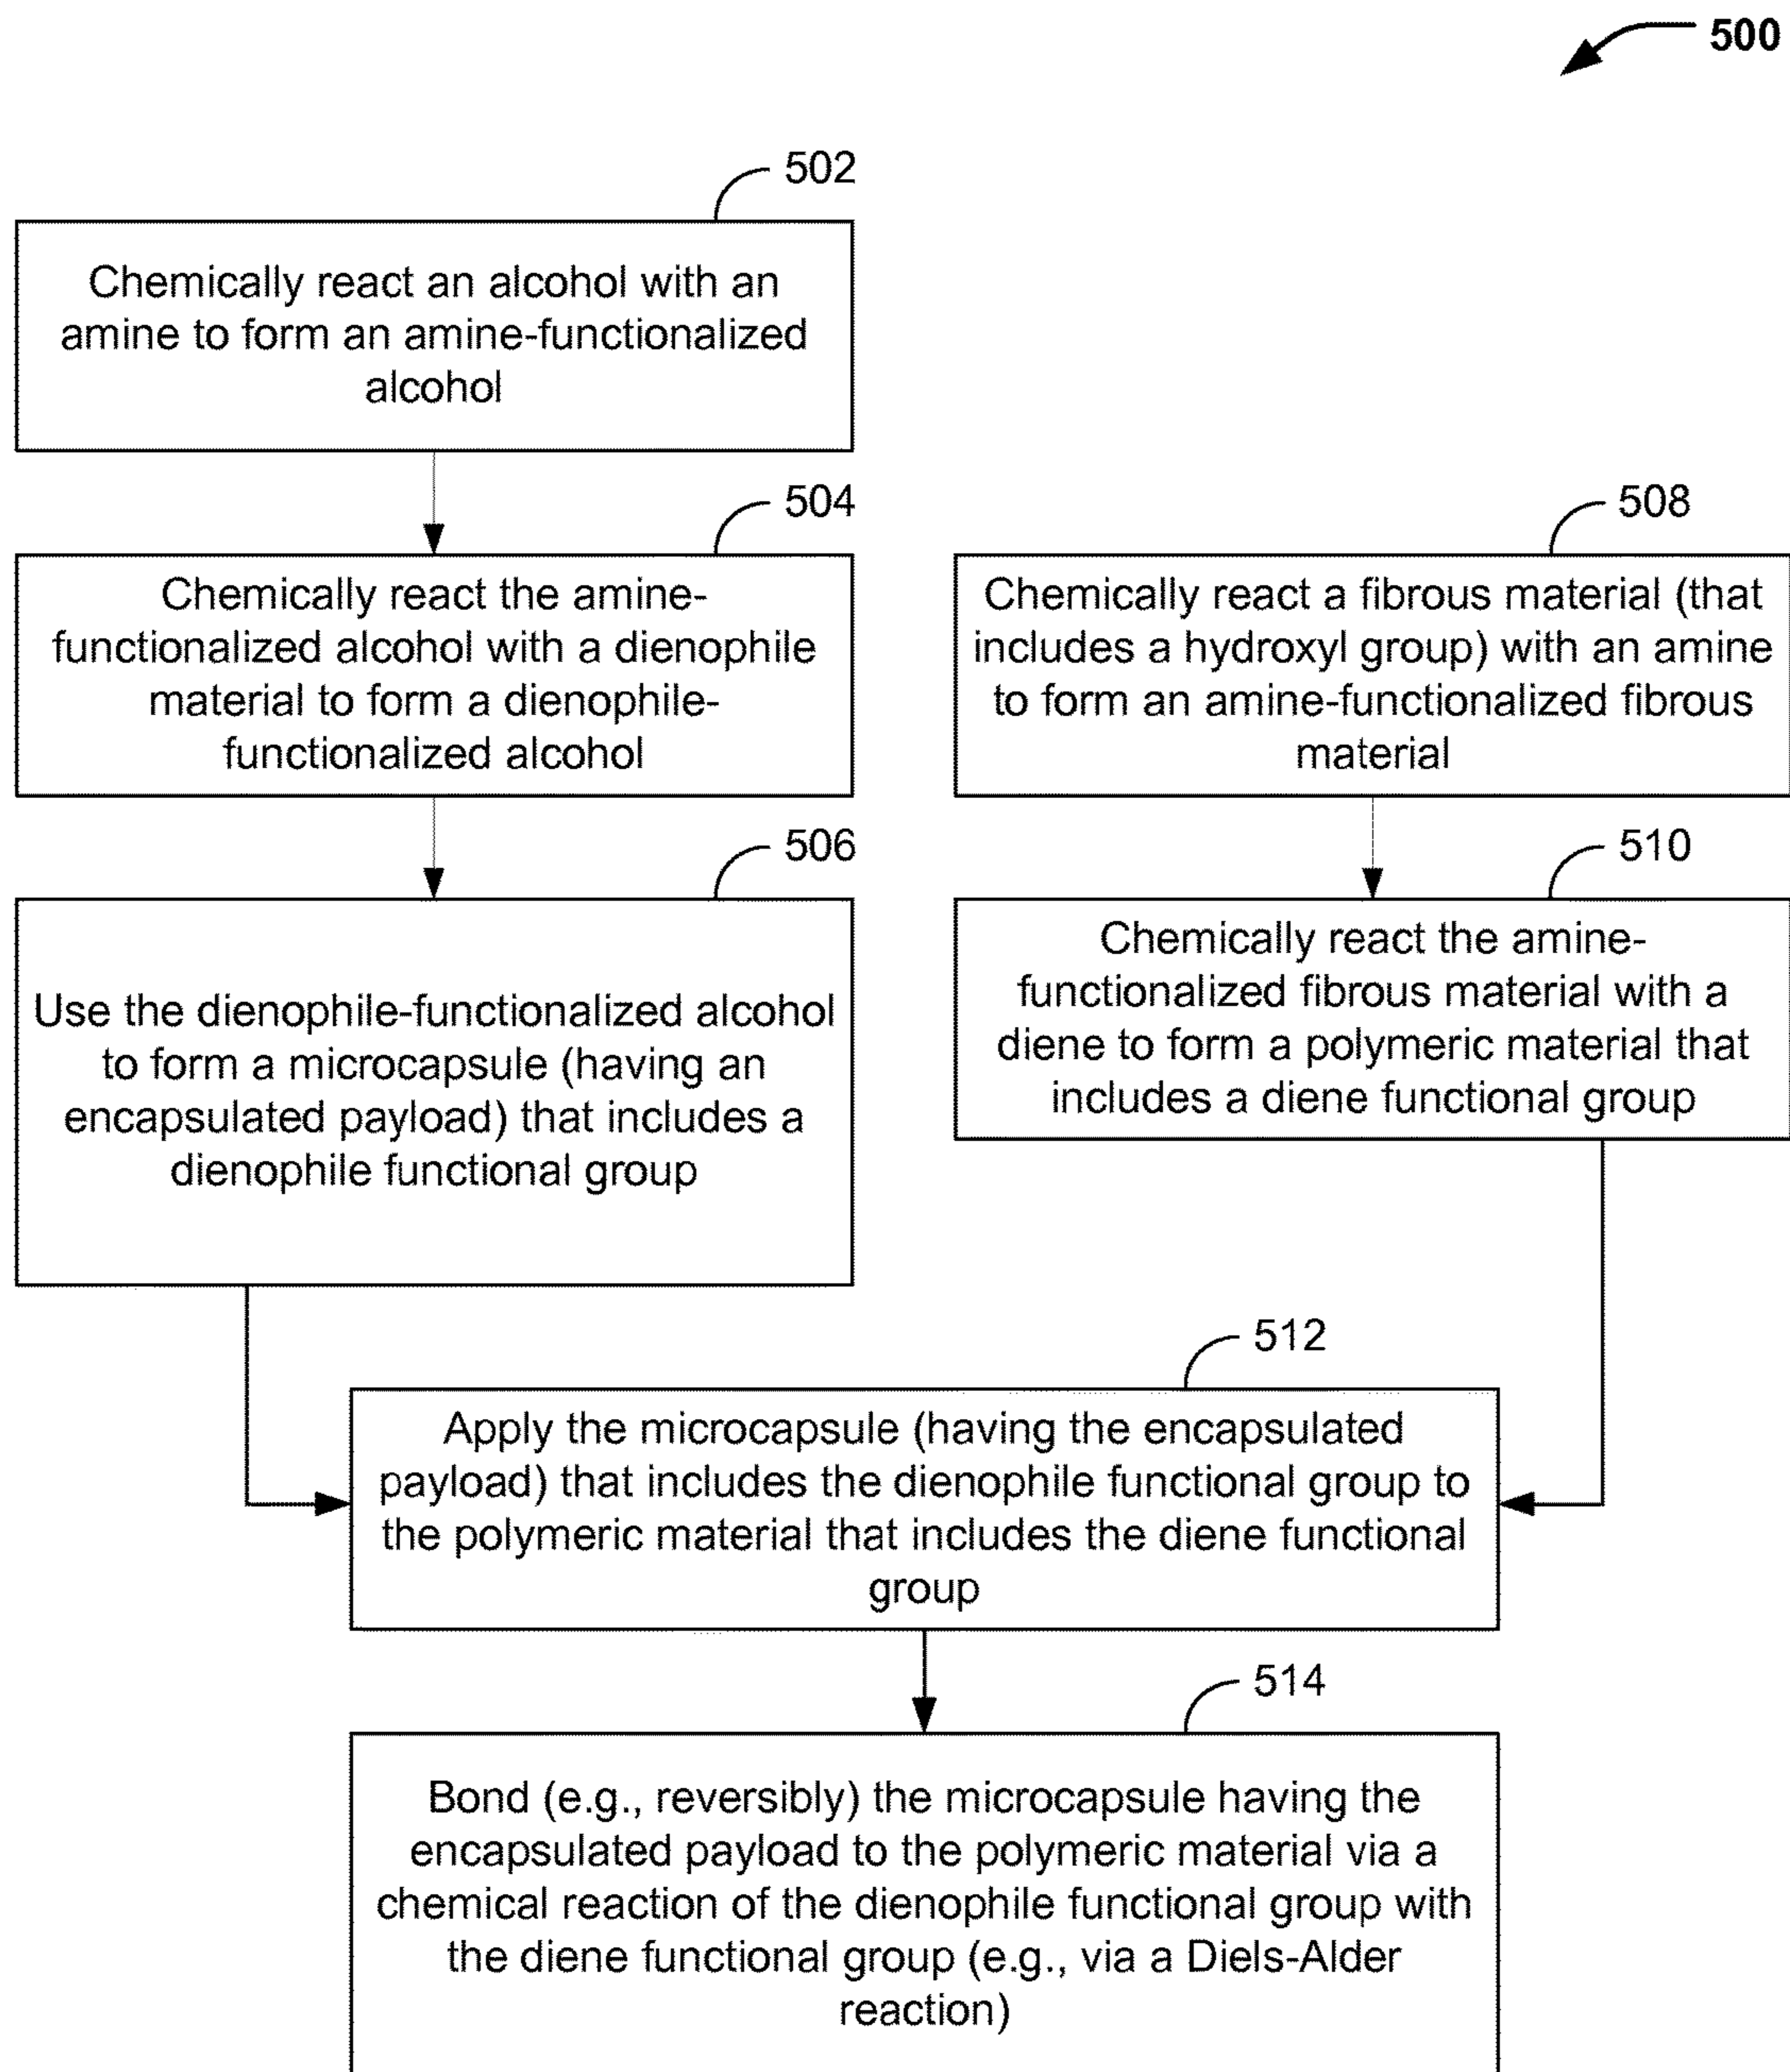 500
502
Chemically react an alcohol with an
amine to form an amine-functionalized
alcohol
504
Chemically react the amine-
functionalized alcohol with a dienophile
material to form a dienophile-
functionalized alcohol
508
Chemically react a fibrous material (that
includes a hydroxyl group) with an amine
to form an amine-functionalized fibrous
material
506
Use the dienophile-functionalized alcohol
to form a microcapsule (having an
encapsulated payload) that includes a
dienophile functional group
510
Chemically react the amine-
functionalized fibrous material with a
diene to form a polymeric material that
includes a diene functional group
512
Apply the microcapsule (having the encapsulated
payload) that includes the dienophile functional group to
the polymeric material that includes the diene functional
group
514
Bond (e.g., reversibly) the microcapsule having the
encapsulated payload to the polymeric material via a
chemical reaction of the dienophile functional group with
the diene functional group (e.g., via a Diels-Alder
reaction)